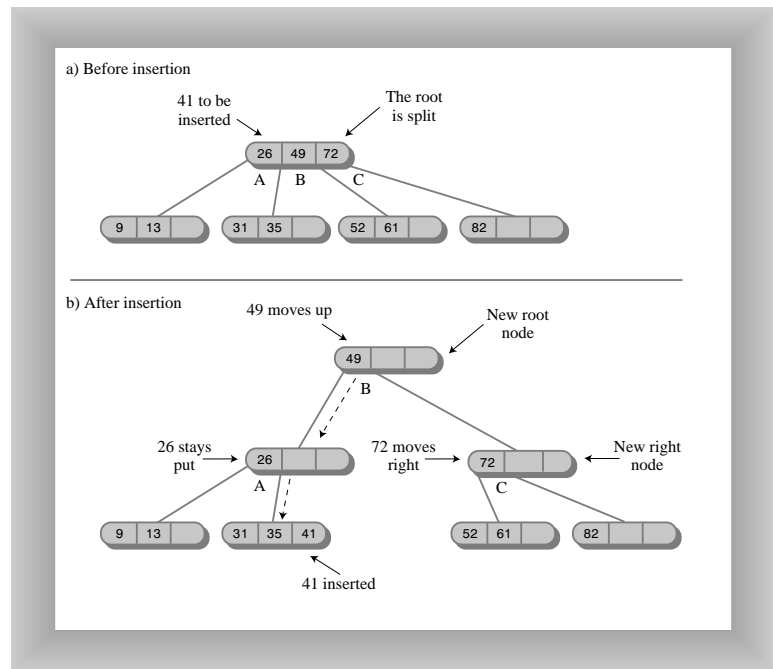 a) Before insertion
41 to be
inserted
The root
is split
26 49 72
A B C
9 13
31 35
52 61
82
b) After insertion
49 moves up
New root
node
49
B
26 stays
put
26
A
72 moves
right
72
C
New right
node
9 13
31 35 41
52 61
82
41 inserted